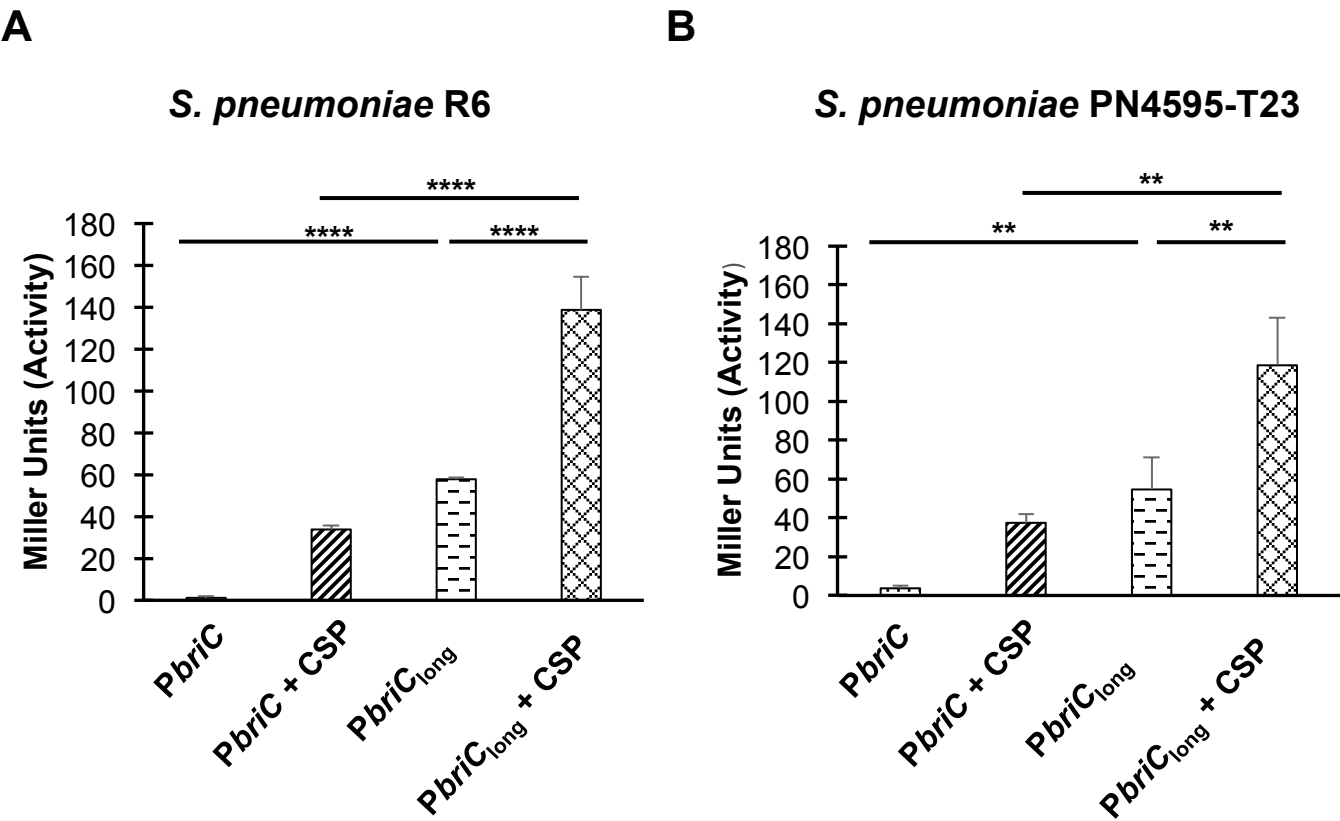 A
B
S. pneumoniae R6
S. pneumoniae PN4595-T23
****
****
****
180
160
140
120
100
80
60
40
20
0
Miller Units (Activity)
PbriC
PbriC + CSP
PbriClong
PbriClong + CSP
**
**
**
180
160
140
120
100
80
60
40
20
0
Miller Units (Activity)
PbriC
PbriC + CSP
PbriClong
PbriClong + CSP